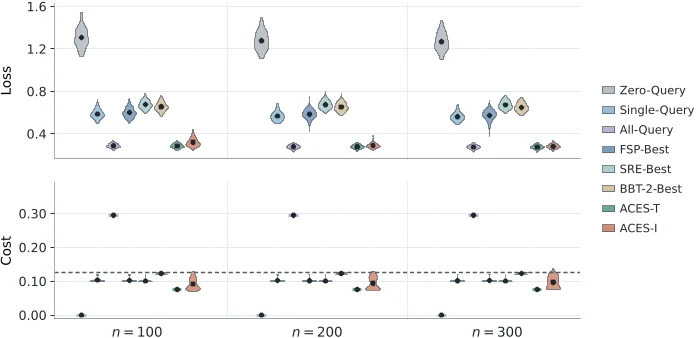 Loss
1.6
1.2
0.8
0.4
Cost
0.30
0.20
0.10
0.00
n = 100
n = 200
n = 300
Zero-Query
Single-Query
All-Query
FSP-Best
SRE-Best
BBT-2-Best
ACES-T
ACES-I